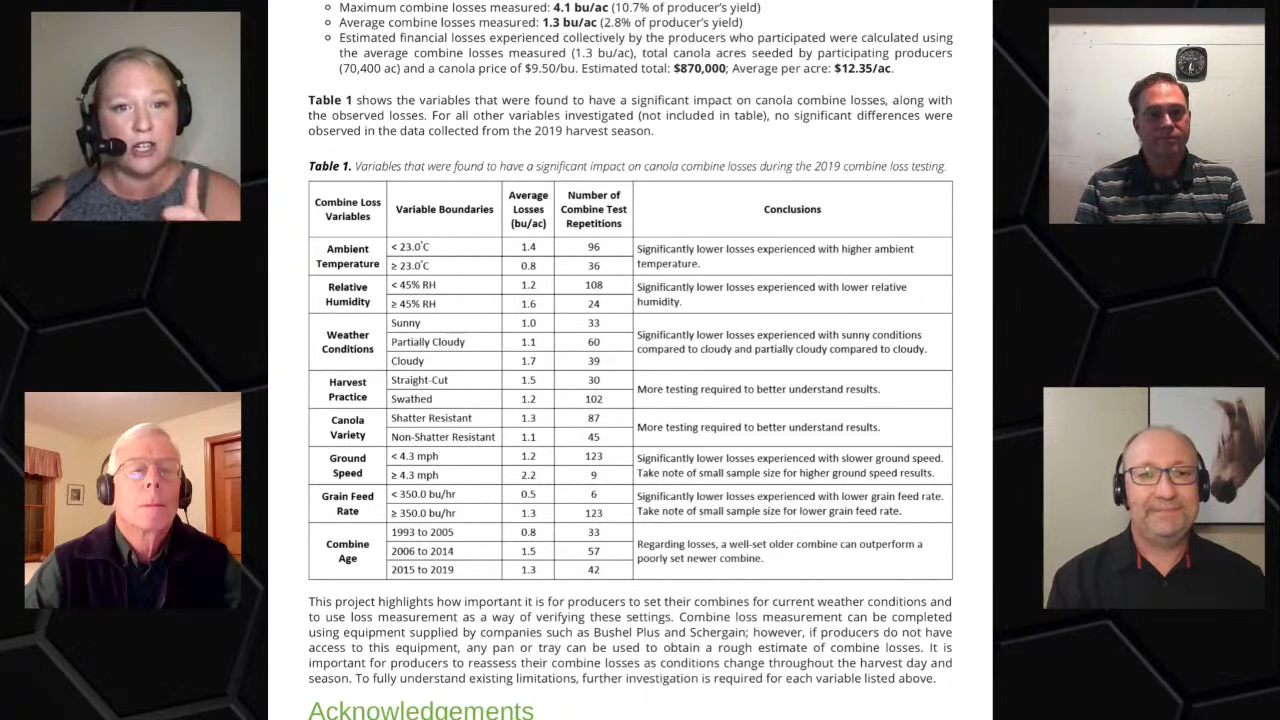 Maximum combine losses measured: 4.1 bu/ac (10.7% of producer's yield)
Average combine losses measured: 1.3 bu/ac (2.8% of producer's yield)
Estimated financial losses experienced collectively by the producers who participated were calculated using
the average combine losses measured (1.3 bu/ac), total canola acres seeded by participating producers
(70,400 ac) and a canola price of $9.50/bu. Estimated total: $870,000; Average per acre: $12.35/ac.
Table 1 shows the variables that were found to have a significant impact on canola combine losses, along with
the observed losses. For all other variables investigated (not included in table), no significant differences were
observed in the data collected from the 2019 harvest season.
Table 1. Variables that were found to have a significant impact on canola combine losses during the 2019 combine loss testing.
Combine Loss Variables | Variable Boundaries | Average Losses (bu/ac) | Number of Combine Test Repetitions | Conclusions
Ambient Temperature
< 23.0°C 1.4 96
≥ 23.0°C 0.8 36
Significantly lower losses experienced with higher ambient
temperature.
Relative Humidity
< 45% RH 1.2 108
≥ 45% RH 1.6 24
Significantly lower losses experienced with lower relative
humidity.
Weather Conditions
Sunny 1.0 33
Partially Cloudy 1.1 60
Cloudy 1.7 39
Significantly lower losses experienced with sunny conditions
compared to cloudy and partially cloudy compared to cloudy.
Harvest Practice
Straight-Cut 1.5 30
Swathed 1.2 102
More testing required to better understand results.
Canola Variety
Shatter Resistant 1.3 87
Non-Shatter Resistant 1.1 45
More testing required to better understand results.
Ground Speed
< 4.3 mph 1.2 123
≥ 4.3 mph 2.2 9
Significantly lower losses experienced with slower ground speed.
Take note of small sample size for higher ground speed results.
Grain Feed Rate
< 350.0 bu/hr 0.5 6
≥ 350.0 bu/hr 1.3 123
Significantly lower losses experienced with lower grain feed rate.
Take note of small sample size for lower grain feed rate.
Combine Age
1993 to 2005 0.8 33
2006 to 2014 1.5 57
2015 to 2019 1.3 42
Regarding losses, a well-set older combine can outperform a
poorly set newer combine.
This project highlights how important it is for producers to set their combines for current weather conditions and
to use loss measurement as a way of verifying these settings. Combine loss measurement can be completed
using equipment supplied by companies such as Bushel Plus and Schergain; however, if producers do not have
access to this equipment, any pan or tray can be used to obtain a rough estimate of combine losses. It is
important for producers to reassess their combine losses as conditions change throughout the harvest day and
season. To fully understand existing limitations, further investigation is required for each variable listed above.
Acknowledgements